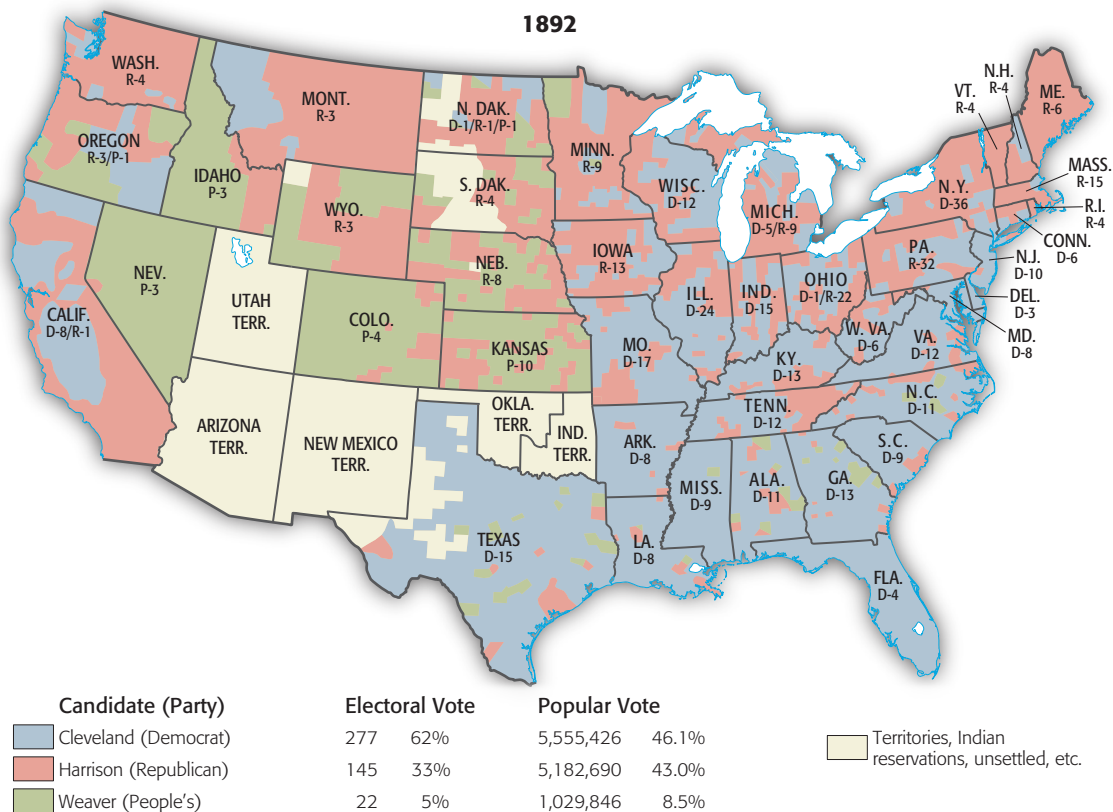 1892
WASH.
R-4
MONT.
R-3
N. DAK.
D-1/R-1/P-1
MINN.
R-9
OREGON
R-3/P-1
IDAHO
P-3
WYO.
R-3
S. DAK.
R-4
WISC.
D-12
MICH.
D-5/R-9
VT.
R-4
N.H.
R-4
ME.
R-6
MASS.
R-15
N.Y.
D-36
R.I.
R-4
CONN.
D-6
NEV.
P-3
UTAH
TERR.
COLO.
P-4
NEB.
R-8
IOWA
R-13
ILL.
D-24
IND.
D-15
OHIO
D-1/R-22
PA.
R-32
N.J.
D-10
DEL.
D-3
MD.
D-8
CALIF.
D-8/R-1
KANSAS
P-10
MO.
D-17
KY.
D-13
W. VA.
D-6
VA.
D-12
ARIZONA
TERR.
NEW MEXICO
TERR.
OKLA.
TERR.
IND.
TERR.
ARK.
D-8
TENN.
D-12
N.C.
D-11
S.C.
D-9
TEXAS
D-15
LA.
D-8
MISS.
D-9
ALA.
D-11
GA.
D-13
FLA.
D-4
Candidate (Party) Electoral Vote Popular Vote
Cleveland (Democrat) 277 62% 5,555,426 46.1%
Harrison (Republican) 145 33% 5,182,690 43.0%
Weaver (People's) 22 5% 1,029,846 8.5%
Territories, Indian
reservations, unsettled, etc.